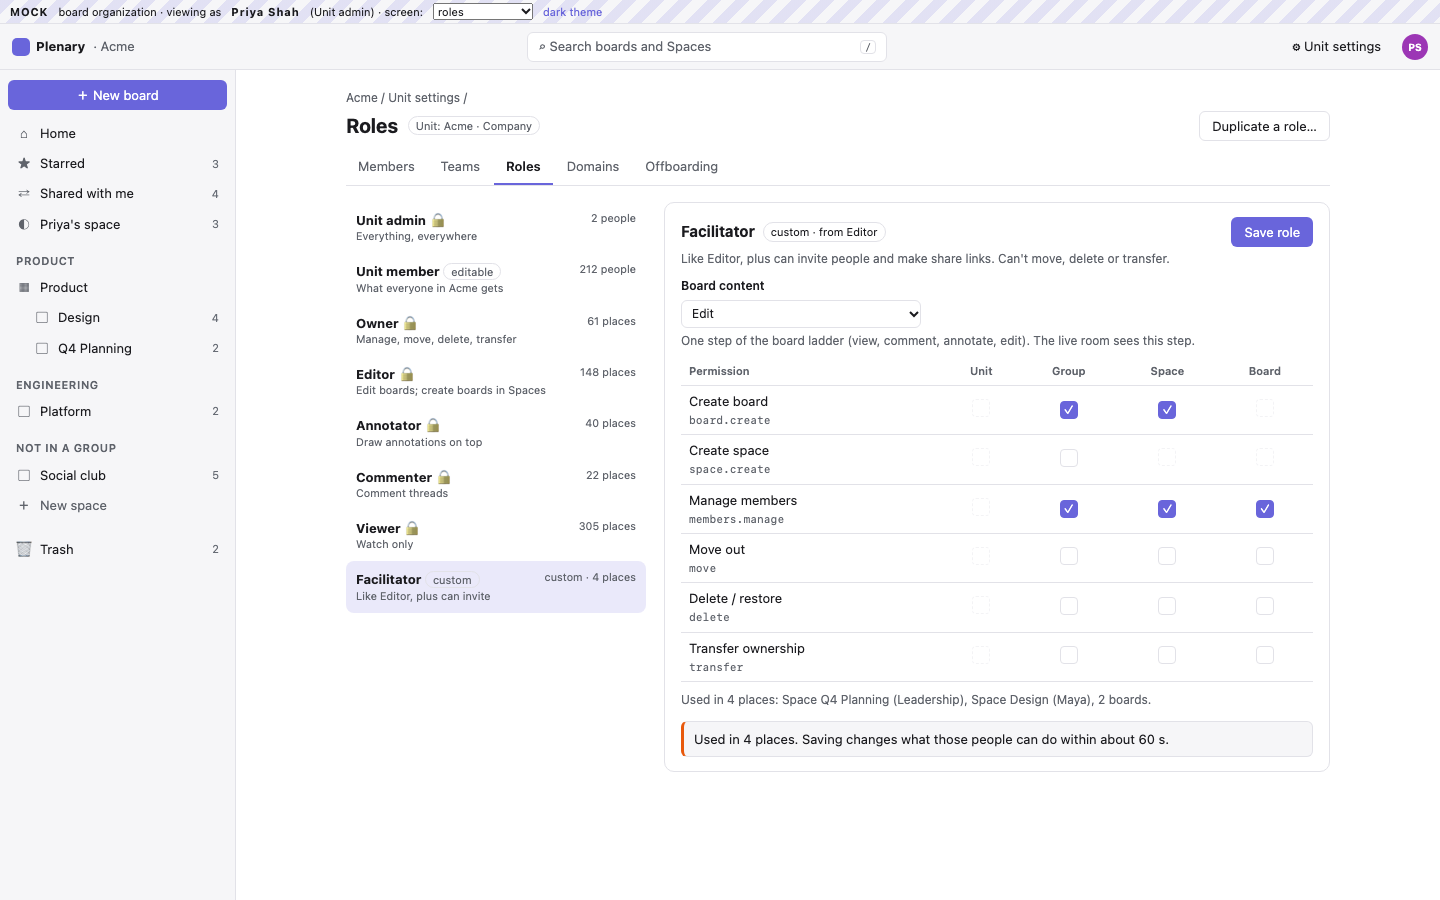 MOCK board organization · viewing as Priya Shah (Unit admin) · screen: roles dark theme
Plenary · Acme
Search boards and Spaces /
Unit settings
PS
+ New board
Home
Starred 3
Shared with me 4
Priya's space 3
PRODUCT
Product
Design 4
Q4 Planning 2
ENGINEERING
Platform 2
NOT IN A GROUP
Social club 5
+ New space
Trash 2
Acme / Unit settings /
Roles Unit: Acme · Company
Duplicate a role...
Members Teams Roles Domains Offboarding
Unit admin 2 people
Everything, everywhere
Unit member editable 212 people
What everyone in Acme gets
Owner 61 places
Manage, move, delete, transfer
Editor 148 places
Edit boards; create boards in Spaces
Annotator 40 places
Draw annotations on top
Commenter 22 places
Comment threads
Viewer 305 places
Watch only
Facilitator custom custom · 4 places
Like Editor, plus can invite
Facilitator custom · from Editor
Save role
Like Editor, plus can invite people and make share links. Can't move, delete or transfer.
Board content
Edit
One step of the board ladder (view, comment, annotate, edit). The live room sees this step.
Permission Unit Group Space Board
Create board
board.create
Create space
space.create
Manage members
members.manage
Move out
move
Delete / restore
delete
Transfer ownership
transfer
Used in 4 places: Space Q4 Planning (Leadership), Space Design (Maya), 2 boards.
Used in 4 places. Saving changes what those people can do within about 60 s.